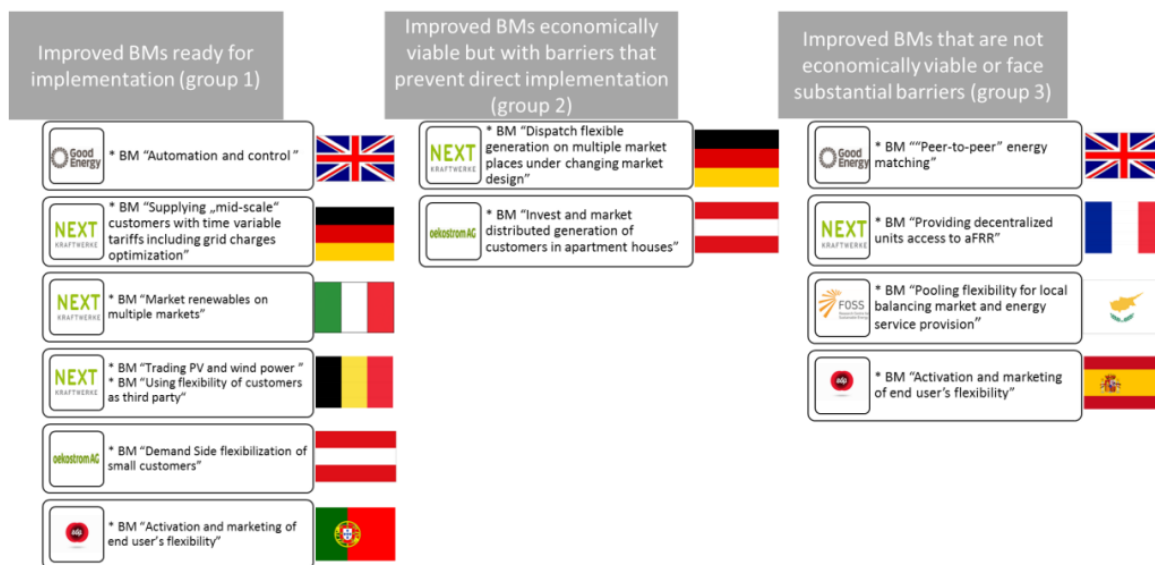 Improved BMs ready for
implementation (group 1)
Good
Energy
* BM “Automation and control ”
NEXT
KRAFTWERKE
* BM “Supplying „mid-scale”
customers with time variable
tariffs including grid charges
optimization”
NEXT
KRAFTWERKE
* BM “Market renewables on
multiple markets”
NEXT
KRAFTWERKE
* BM “Trading PV and wind power ”
* BM “Using flexibility of customers
as third party”
oekostrom AG
* BM “Demand Side flexibilization of
small customers”
edp
* BM “Activation and marketing of
end user’s flexibility”
Improved BMs economically
viable but with barriers that
prevent direct implementation
(group 2)
NEXT
KRAFTWERKE
* BM “Dispatch flexible
generation on multiple market
places under changing market
design”
oekostrom AG
* BM “Invest and market
distributed generation of
customers in apartment houses”
Improved BMs that are not
economically viable or face
substantial barriers (group 3)
Good
Energy
* BM ““Peer-to-peer” energy
matching”
NEXT
KRAFTWERKE
* BM “Providing decentralized
units access to aFRR”
FOSS
* BM “Pooling flexibility for local
balancing market and energy
service provision”
edp
* BM “Activation and marketing
of end user’s flexibility”